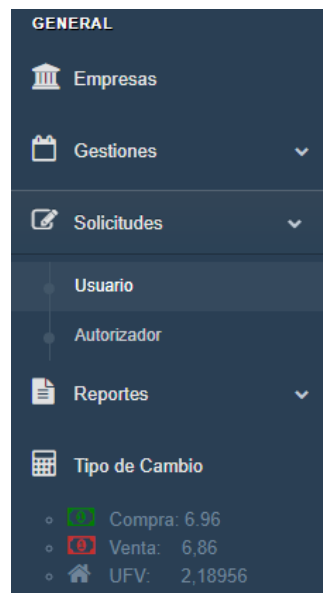 GENERAL
Empresas
Gestiones
Solicitudes
Usuario
Autorizador
Reportes
Tipo de Cambio
Compra: 6.96
Venta: 6,86
UFV: 2,18956